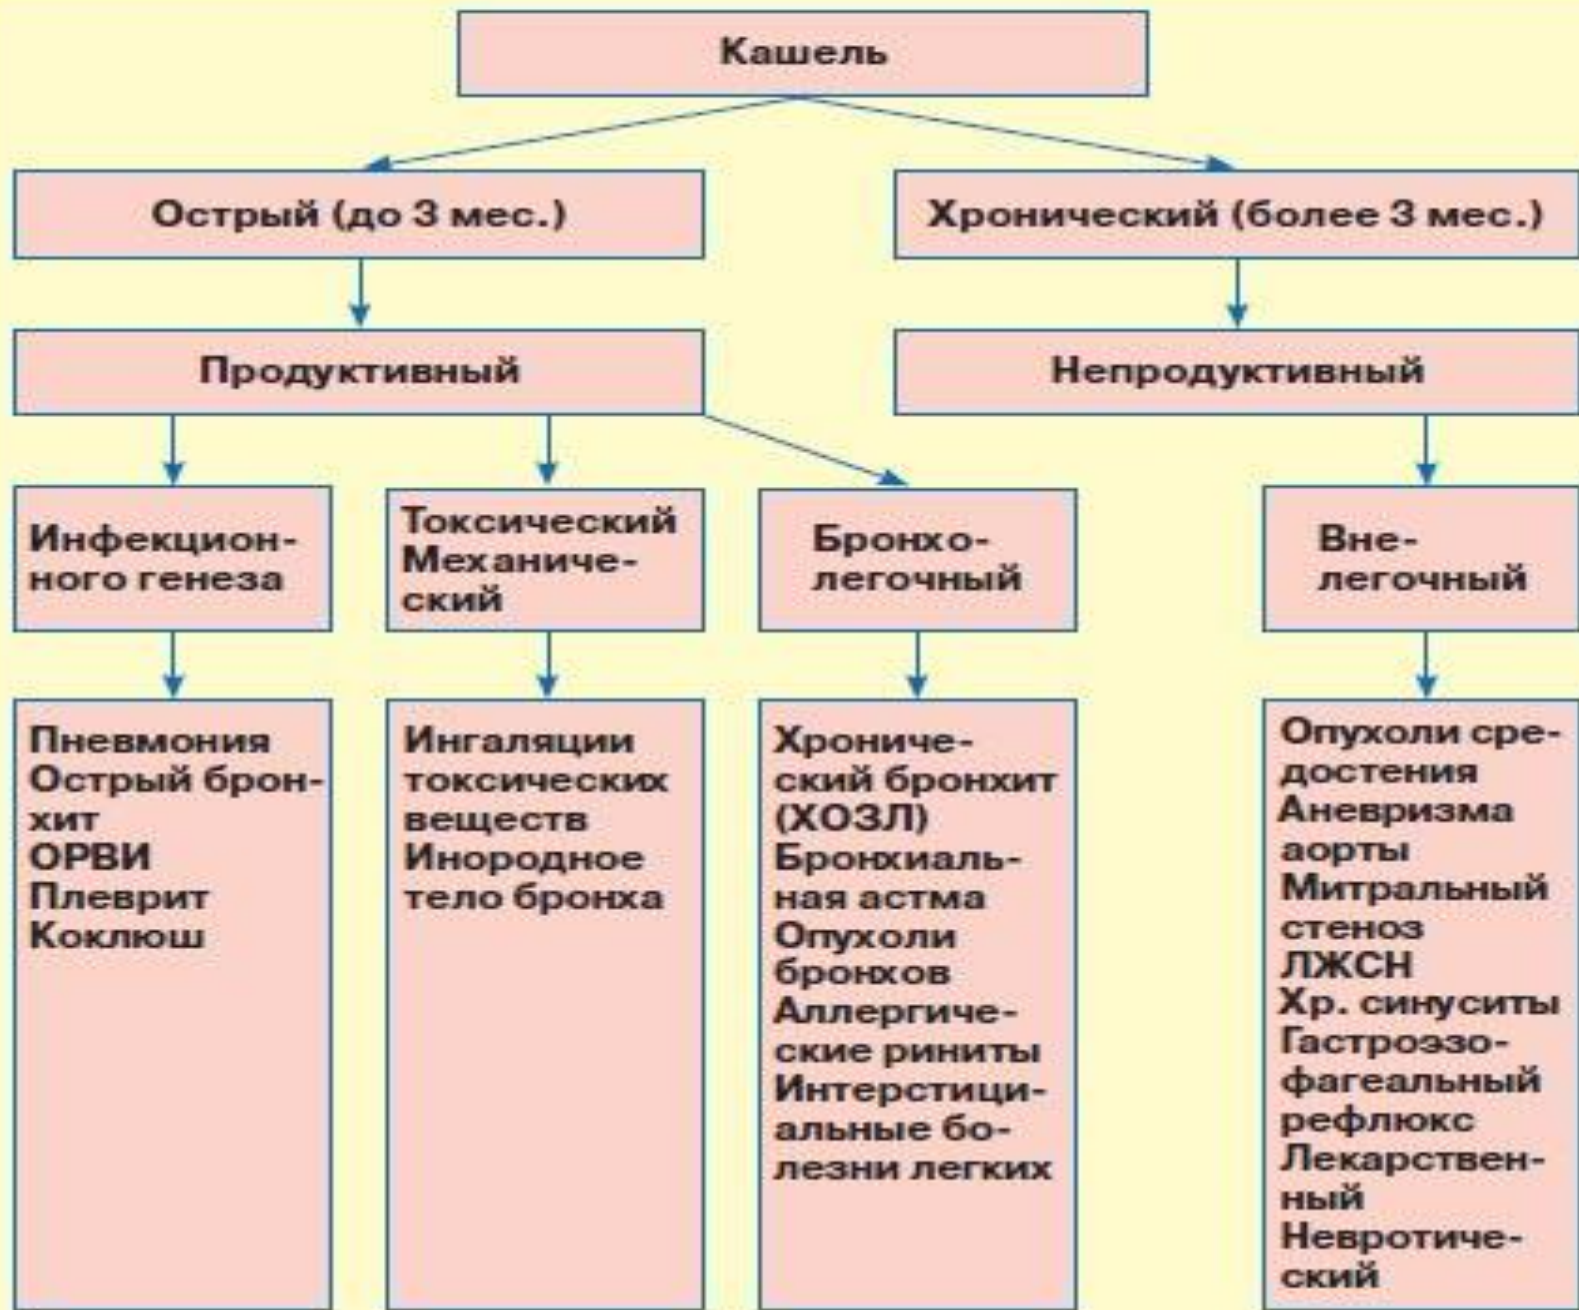 Кашель
Острый (до 3 мес.)
Хронический (более 3 мес.)
Продуктивный
Непродуктивный
Инфекцион-
ного генеза
Токсический
Механиче-
ский
Бронхо-
легочный
Вне-
легочный
Пневмония
Острый брон-
хит
ОРВИ
Плеврит
Коклюш
Ингаляции
токсических
веществ
Инородное
тело бронха
Хрониче-
ский бронхит
(ХОЗЛ)
Бронхиаль-
ная астма
Опухоли
бронхов
Аллергиче-
ские риниты
Интерстици-
альные бо-
лезни легких
Опухоли сре-
достения
Аневризма
аорты
Митральный
стеноз
ЛЖСН
Хр. синуситы
Гастроэзо-
фагеальный
рефлюкс
Лекарствен-
ный
Невротиче-
ский